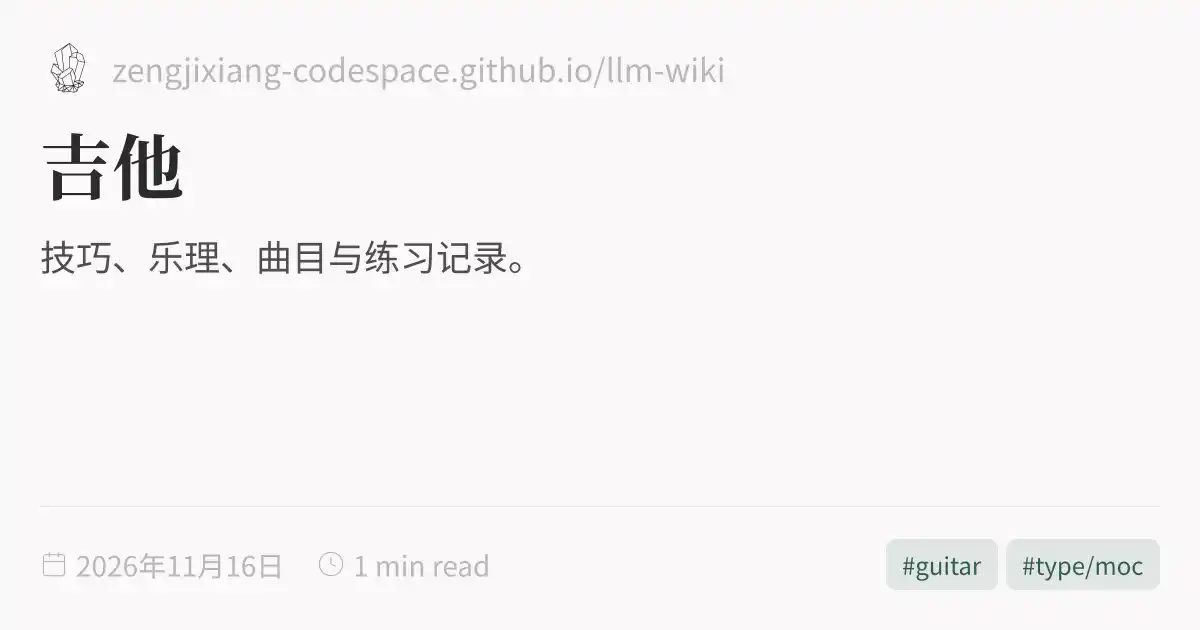 zengjixiang-codespace.github.io/llm-wiki
吉他
技巧、乐理、曲目与练习记录。
2026年11月16日 1 min read #guitar #type/moc